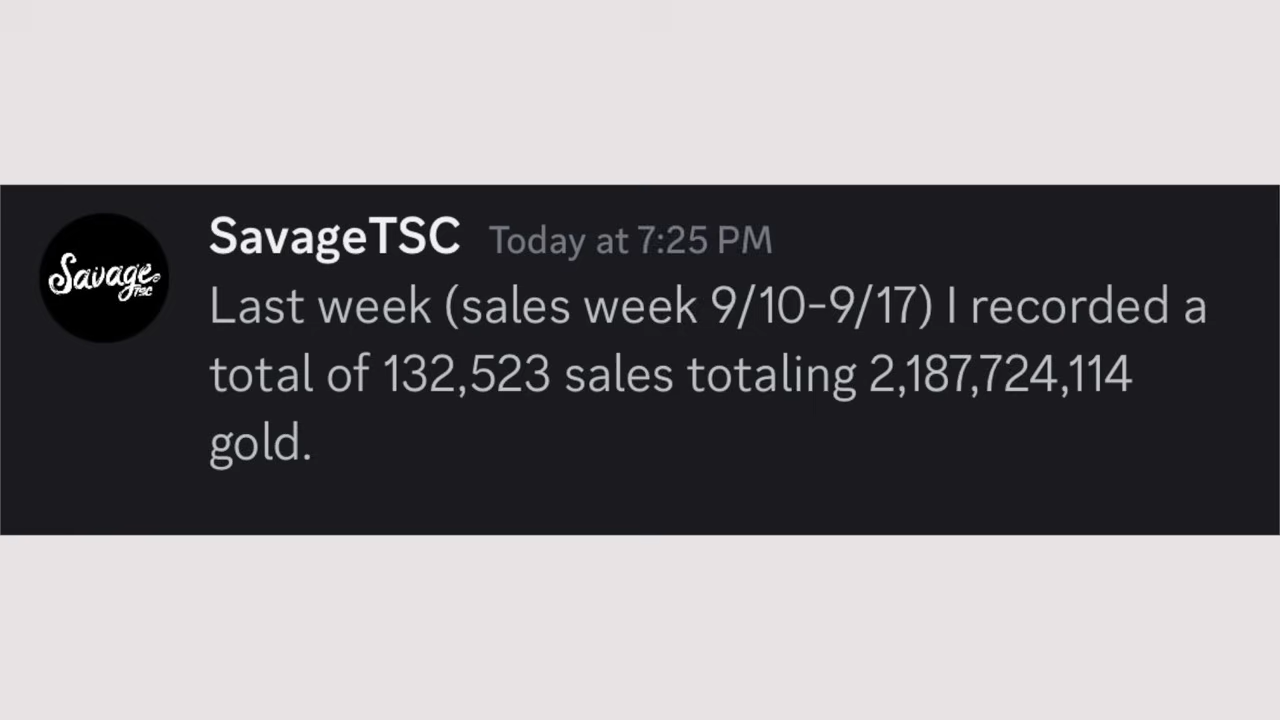 SavageTSC Today at 7:25 PM
Savage
TSC
Last week (sales week 9/10-9/17) I recorded a
total of 132,523 sales totaling 2,187,724,114
gold.